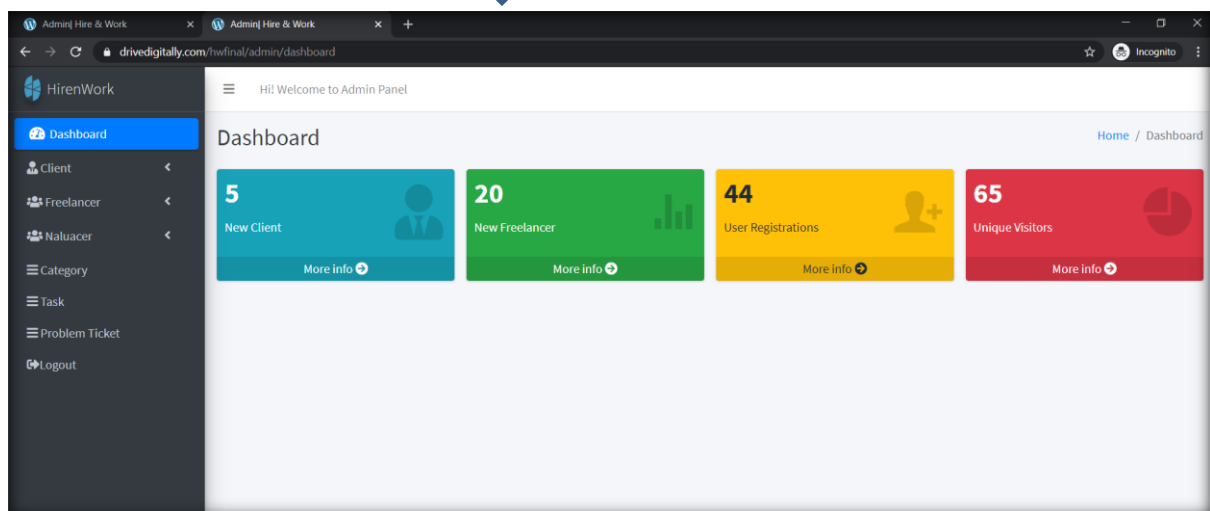 Admin| Hire & Work
Admin| Hire & Work
drivedigitally.com/hwfinal/admin/dashboard
Incognito
HirenWork
Hi! Welcome to Admin Panel
Dashboard
Client
Freelancer
Naluacer
Category
Task
Problem Ticket
Logout
Dashboard
Home / Dashboard
5
New Client
More info
20
New Freelancer
More info
44
User Registrations
More info
65
Unique Visitors
More info